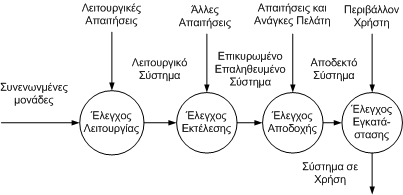 Λειτουργικές
Απαιτήσεις
Άλλες
Απαιτήσεις
Απαιτήσεις και
Ανάγκες Πελάτη
Περιβάλλον
Χρήστη
Συνενωνμένες
μονάδες
Λειτουργικό
Σύστημα
Επικυρωμένο
Επαληθευμένο
Σύστημα
Αποδεκτό
Σύστημα
Έλεγχος
Λειτουργίας
Έλεγχος
Εκτέλεσης
Έλεγχος
Αποδοχής
Έλεγχος
Εγκατά-
στασης
Σύστημα σε
Χρήση